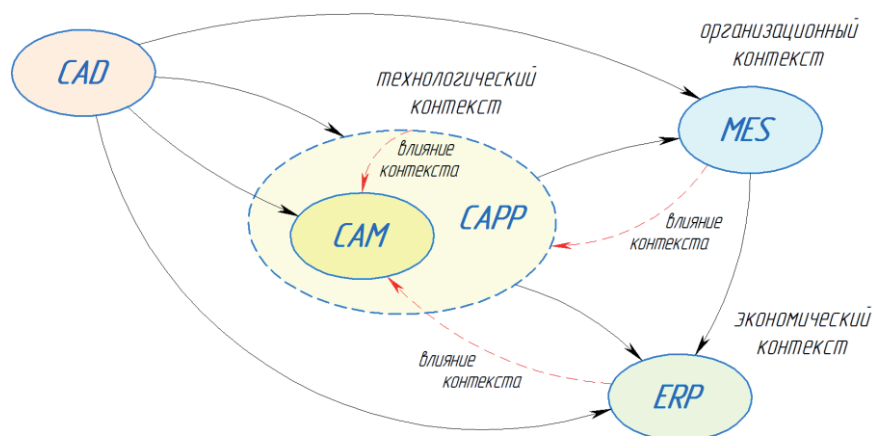 организационный
контекст
CAD
технологический
контекст
MES
влияние
контекста
CAPP
CAM
влияние
контекста
экономический
контекст
влияние
контекста
ERP